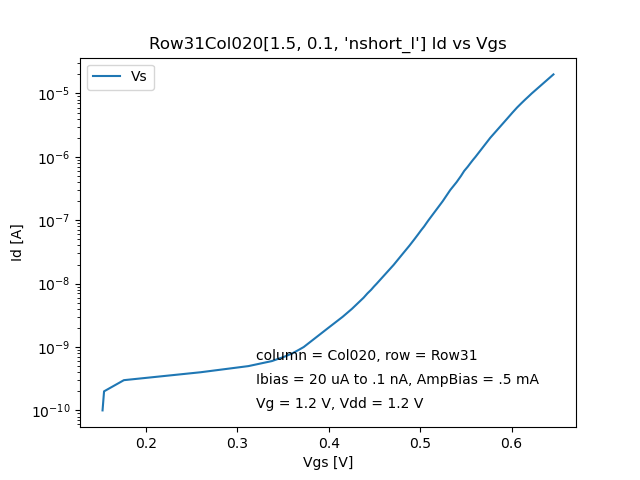 Row31Col020[1.5, 0.1, 'nshort_l'] Id vs Vgs
Vs
Id [A]
10⁻⁵
10⁻⁶
10⁻⁷
10⁻⁸
10⁻⁹
10⁻¹⁰
column = Col020, row = Row31
Ibias = 20 uA to .1 nA, AmpBias = .5 mA
Vg = 1.2 V, Vdd = 1.2 V
0.2 0.3 0.4 0.5 0.6
Vgs [V]